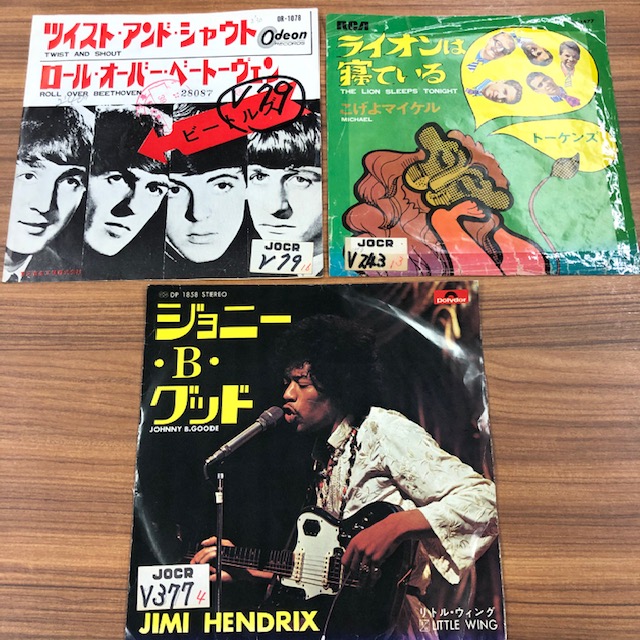 OR-1078
ツイスト・アンド・シャウト
TWIST AND SHOUT
Odeon
RECORDS
ロール・オーバー・ベートーヴェン
ROLL OVER BEETHOVEN
28087
V79
ビートルズ
JOCR
V79
RCA
ライオンは
寝ている
THE LION SLEEPS TONIGHT
こげよマイケル
MICHAEL
トーケンズ
JOCR
V243
DP 1858 STEREO
Polydor
ジョニー
・B・
グッド
JOHNNY B.GOODE
JOCR
V377 4
JIMI HENDRIX
リトル・ウィング
LITTLE WING